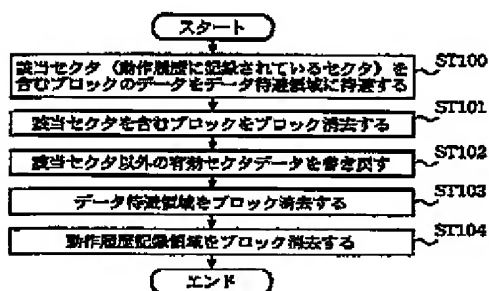 スタート
該当セクタ（動作履歴に記録されているセクタ）を
含むブロックのデータをデータ待避領域に待避する
ST100
該当セクタを含むブロックをブロック消去する
ST101
該当セクタ以外の有効セクタデータを書き戻す
ST102
データ待避領域をブロック消去する
ST103
動作履歴記録領域をブロック消去する
ST104
エンド